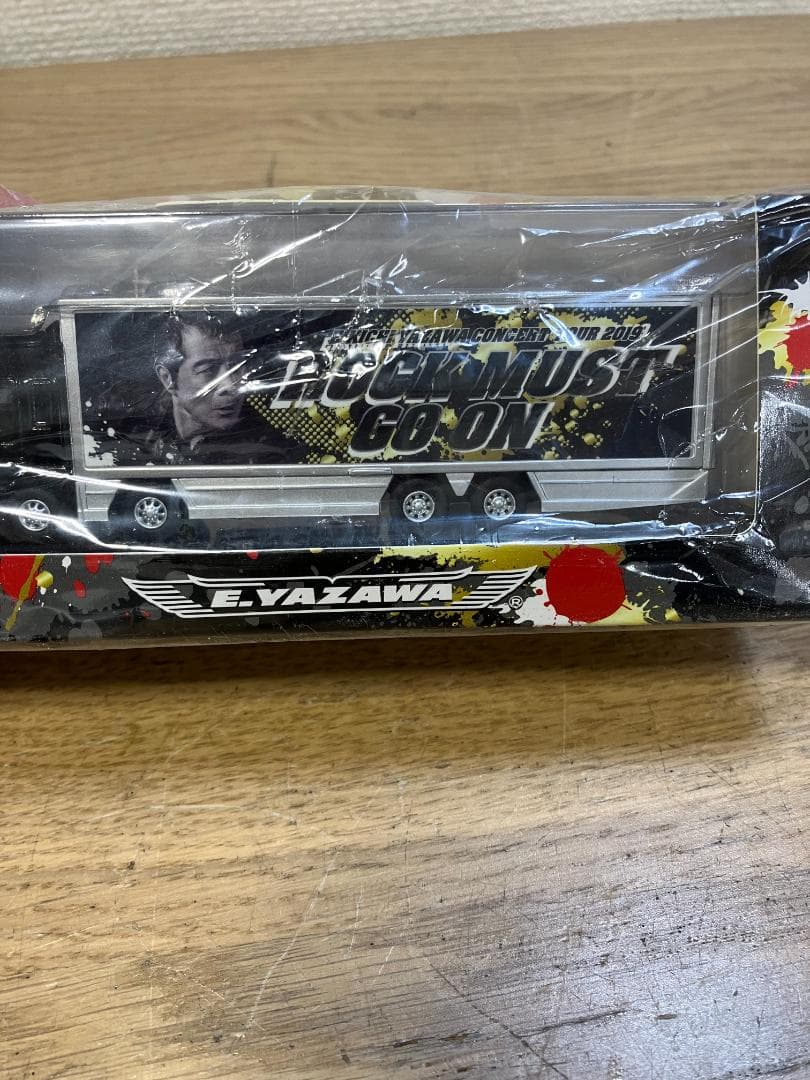 EIKICHI YAZAWA CONCERT TOUR 2019
ROCK MUST
GO ON
E.YAZAWA®